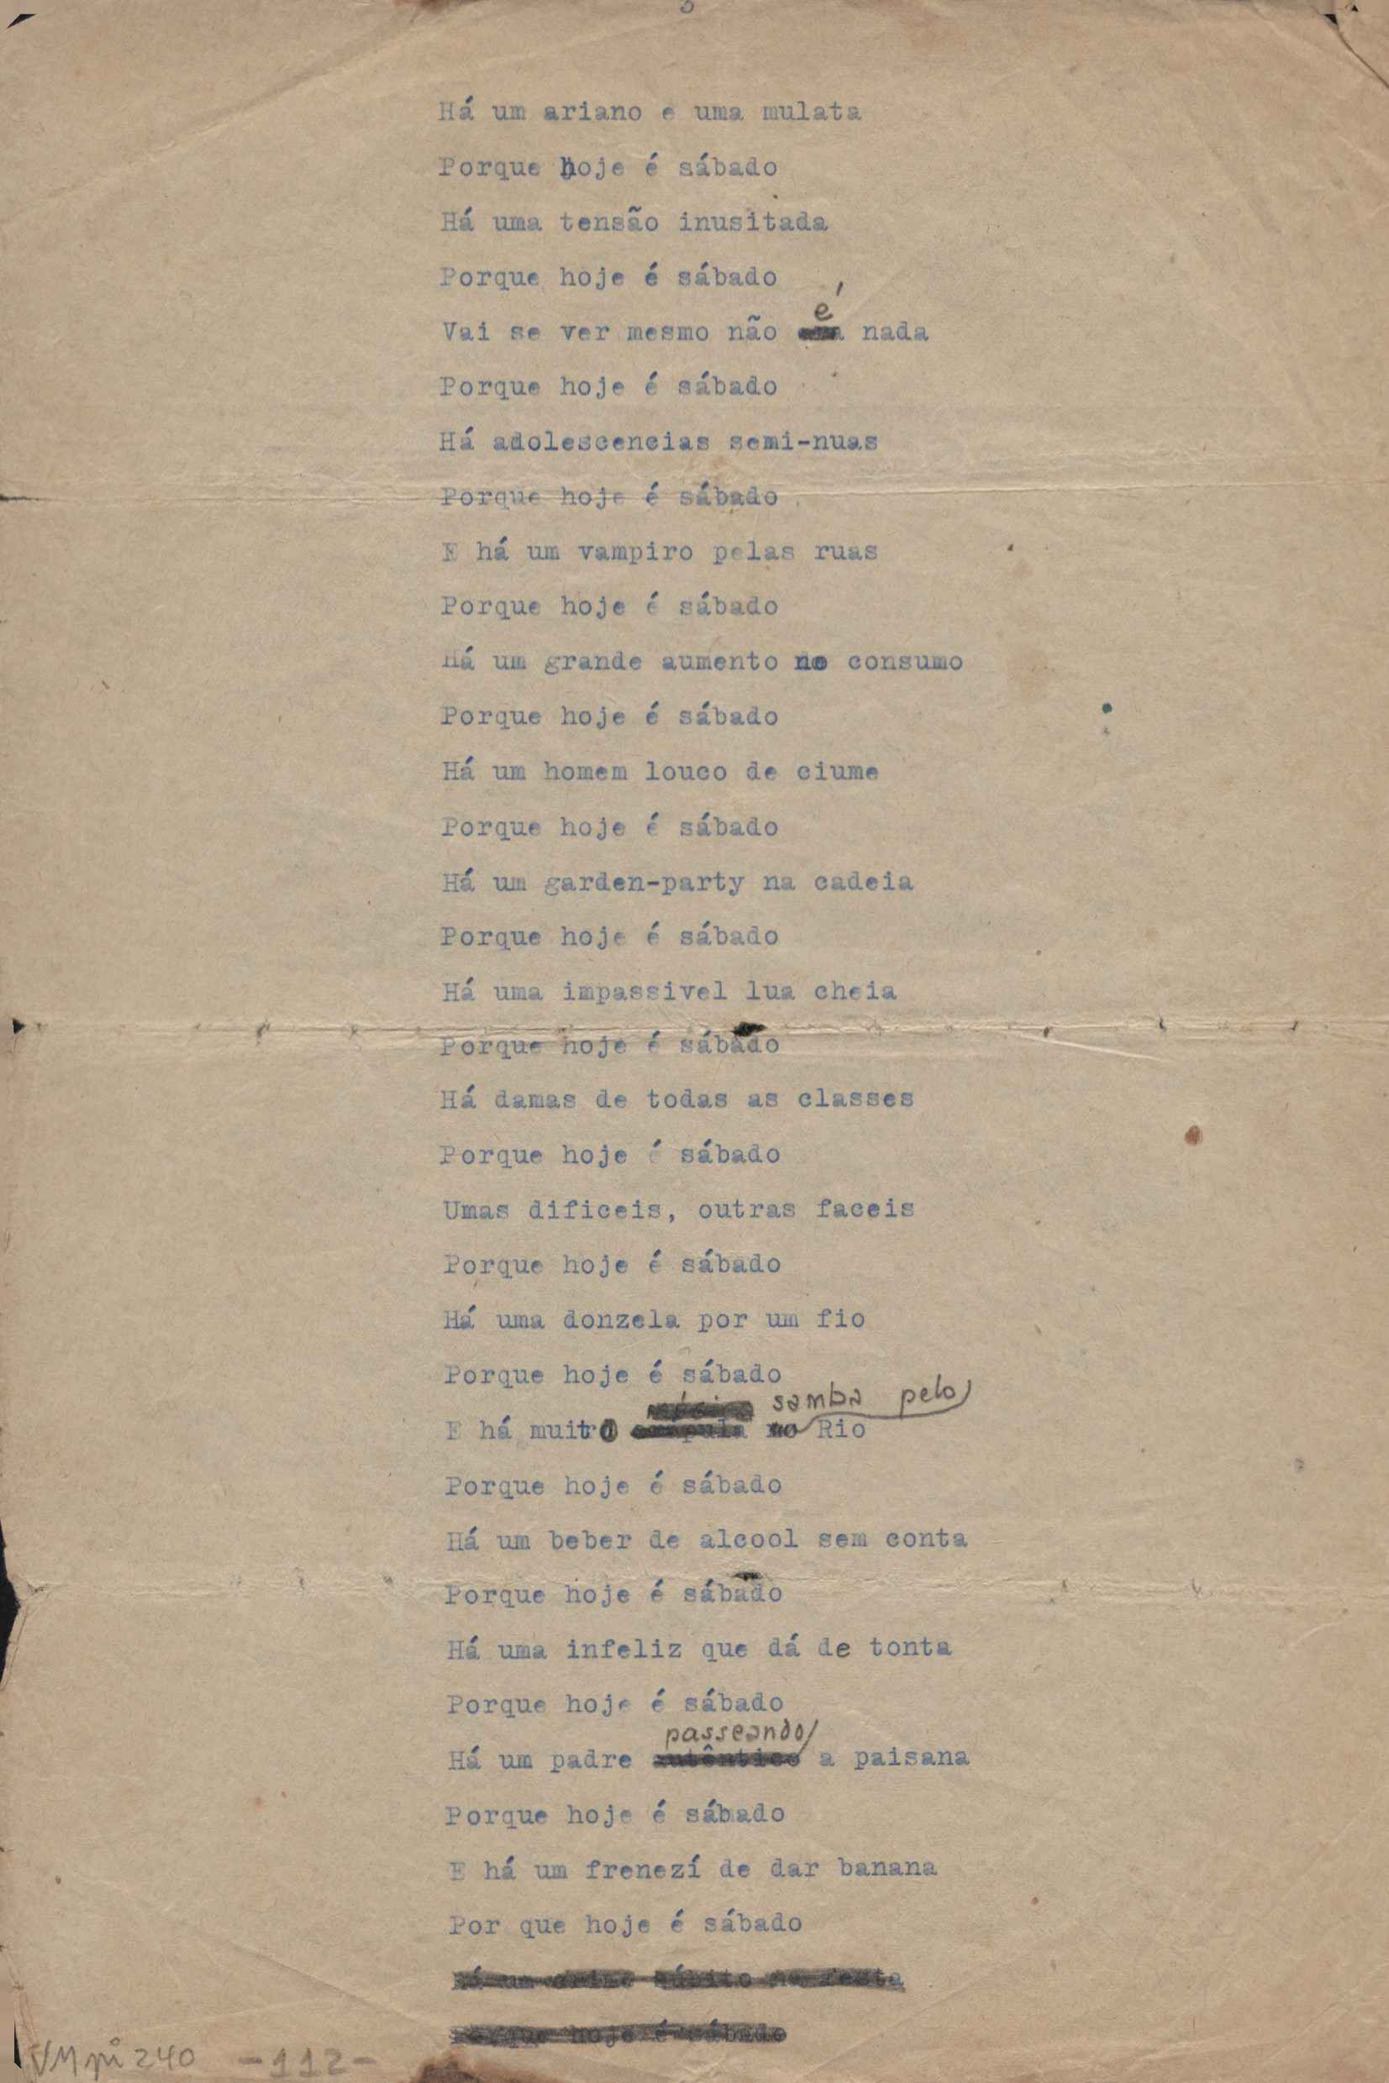 3
Há um ariano e uma mulata
Porque hoje é sábado
Há uma tensão inusitada
Porque hoje é sábado
é
Vai se ver mesmo não nada
Porque hoje é sábado
Há adolescencias semi-nuas
Porque hoje é sábado
E há um vampiro pelas ruas
Porque hoje é sábado
Há um grande aumento no consumo
Porque hoje é sábado
Há um homem louco de ciume
Porque hoje é sábado
Há um garden-party na cadeia
Porque hoje é sábado
Há uma impassivel lua cheia
Porque hoje é sábado
Há damas de todas as classes
Porque hoje é sábado
Umas dificeis, outras faceis
Porque hoje é sábado
Há uma donzela por um fio
Porque hoje é sábado
samba pelo
E há muito no Rio
Porque hoje é sábado
Há um beber de alcool sem conta
Porque hoje é sábado
Há uma infeliz que dá de tonta
Porque hoje é sábado
passeando
Há um padre autêntico a paisana
Porque hoje é sábado
E há um frenezí de dar banana
Por que hoje é sábado
Há um súbito na festa
Porque hoje é sábado
VM pi 240 -112-